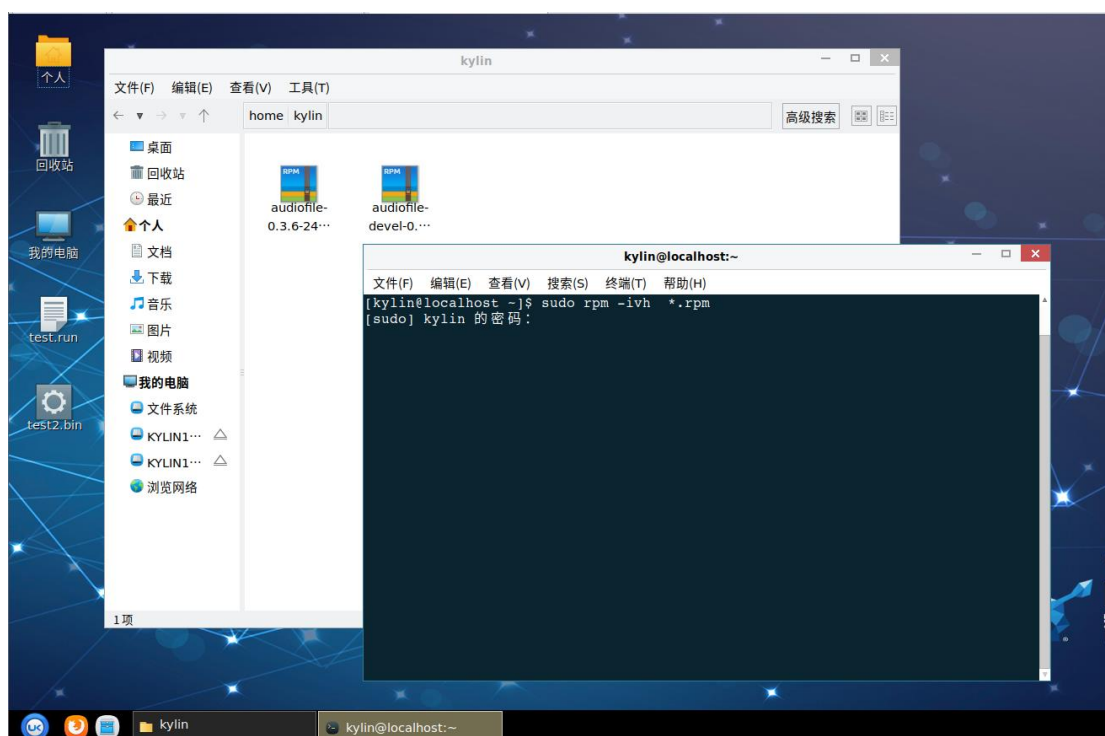 个人
回收站
我的电脑
test.run
test2.bin
kylin
文件(F) 编辑(E) 查看(V) 工具(T)
home kylin
高级搜索
桌面
回收站
最近
个人
文档
下载
音乐
图片
视频
我的电脑
文件系统
KYLIN1···
KYLIN1···
浏览网络
RPM
audiofile-
0.3.6-24···
RPM
audiofile-
devel-0.···
1项
kylin@localhost:~
文件(F) 编辑(E) 查看(V) 搜索(S) 终端(T) 帮助(H)
[kylin@localhost ~]$ sudo rpm -ivh  *.rpm
[sudo] kylin 的密码：
UK
kylin
kylin@localhost:~